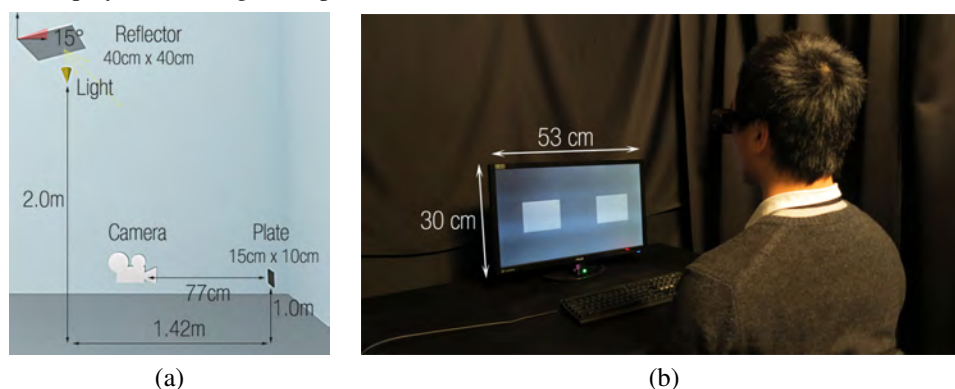 15°
Reflector
40cm x 40cm
Light
2.0m
Camera
Plate
15cm x 10cm
77cm
1.0m
1.42m
(a)
53 cm
30 cm
(b)